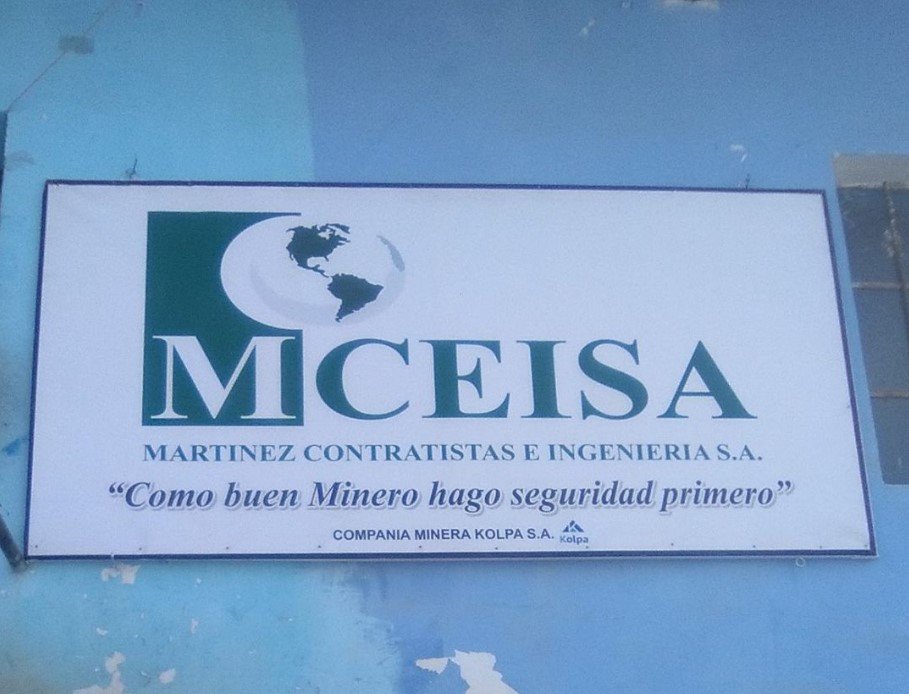 MCEISA
MARTINEZ CONTRATISTAS E INGENIERIA S.A.
“Como buen Minero hago seguridad primero”
COMPANIA MINERA KOLPA S.A. Kolpa